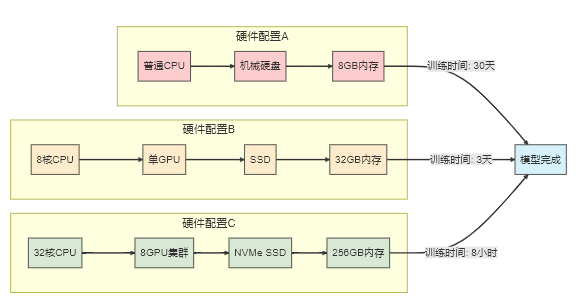 硬件配置A
普通CPU
机械硬盘
8GB内存
训练时间: 30天
硬件配置B
8核CPU
单GPU
SSD
32GB内存
训练时间: 3天
模型完成
硬件配置C
32核CPU
8GPU集群
NVMe SSD
256GB内存
训练时间: 8小时